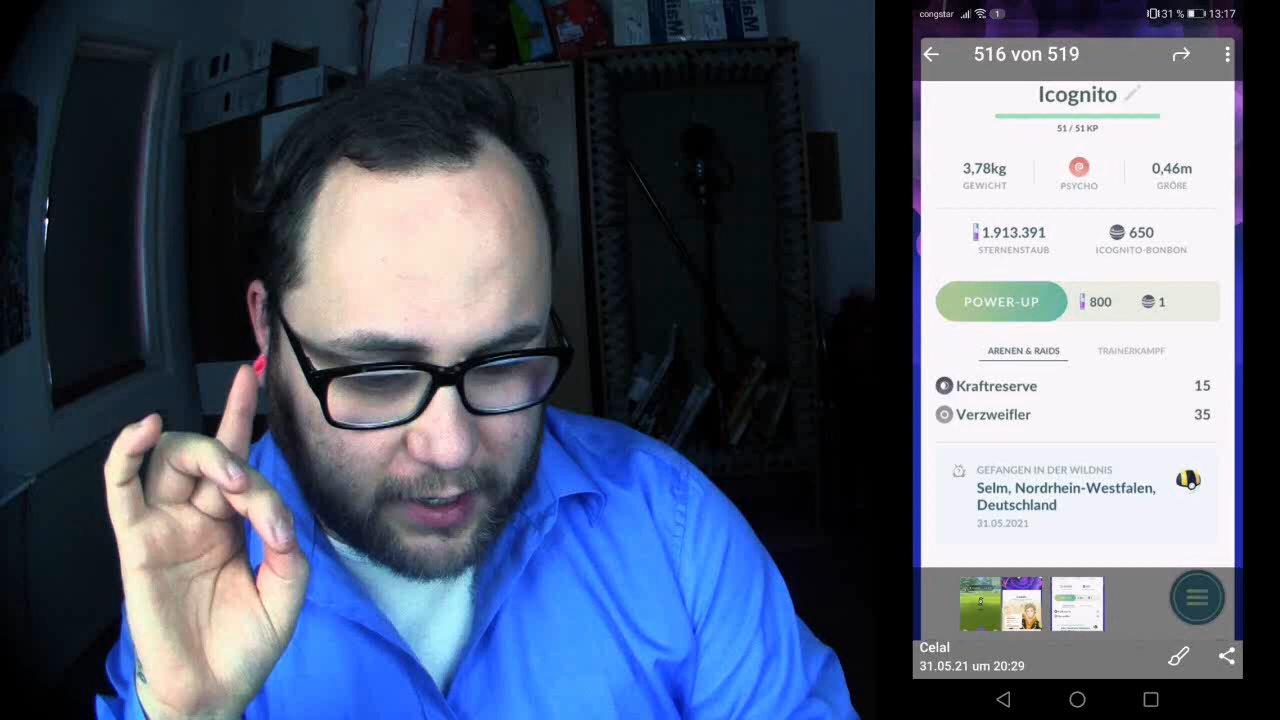 congstar 1 31 % 13:17
516 von 519
Icognito
51 / 51 KP
3,78kg 0,46m
GEWICHT PSYCHO GRÖßE
1.913.391 650
STERNENSTAUB ICOGNITO-BONBON
POWER-UP 800 1
ARENEN & RAIDS TRAINERKAMPF
Kraftreserve 15
Verzweifler 35
GEFANGEN IN DER WILDNIS
Selm, Nordrhein-Westfalen,
Deutschland
31.05.2021
Celal
31.05.21 um 20:29